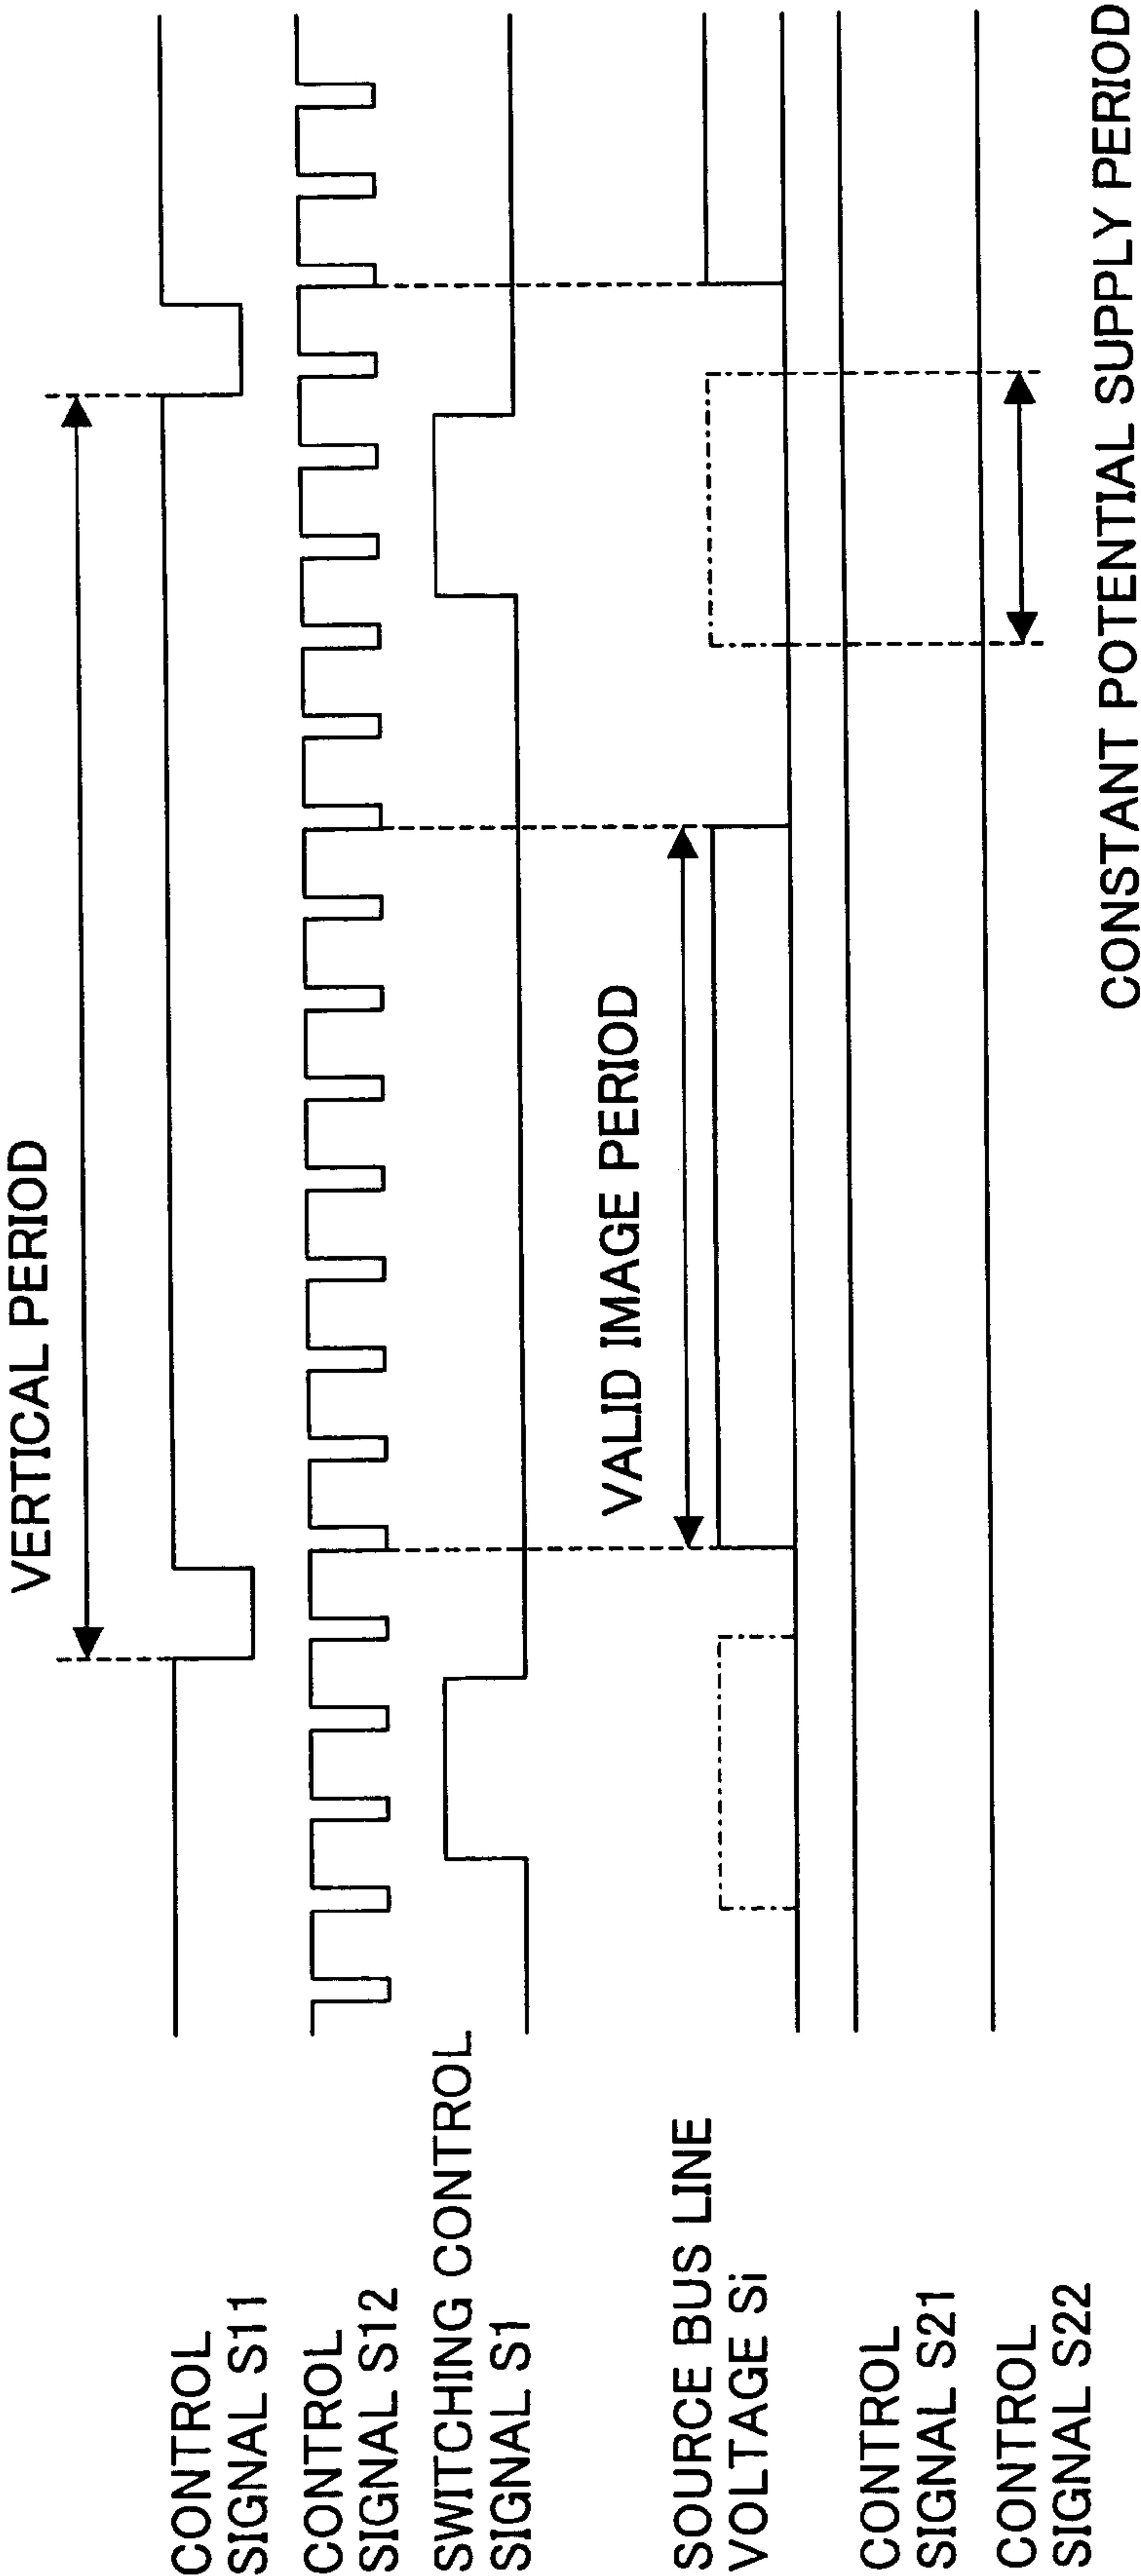 VERTICAL PERIOD
CONTROL
SIGNAL S11
CONTROL
SIGNAL S12
SWITCHING CONTROL
SIGNAL S1
VALID IMAGE PERIOD
SOURCE BUS LINE
VOLTAGE Si
CONTROL
SIGNAL S21
CONTROL
SIGNAL S22
CONSTANT POTENTIAL SUPPLY PERIOD